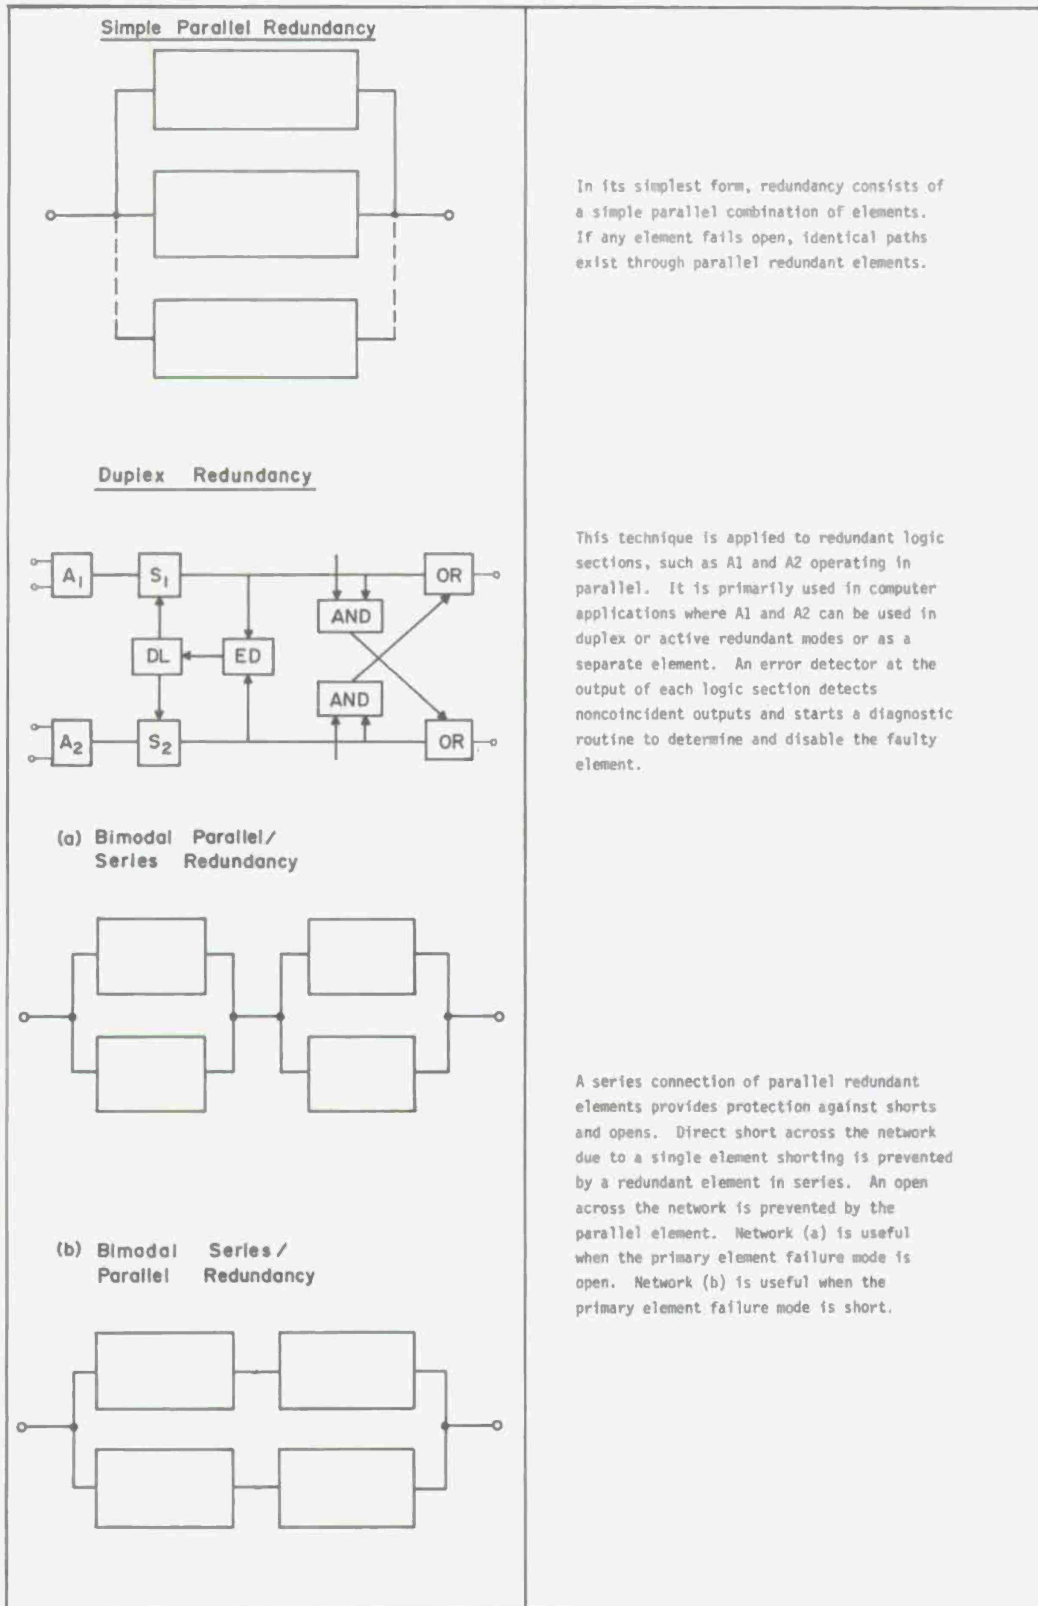 Simple Parallel Redundancy
In its simplest form, redundancy consists of
a simple parallel combination of elements.
If any element fails open, identical paths
exist through parallel redundant elements.
Duplex Redundancy
A1 S1 OR
AND
DL ED
AND
A2 S2 OR
This technique is applied to redundant logic
sections, such as A1 and A2 operating in
parallel. It is primarily used in computer
applications where A1 and A2 can be used in
duplex or active redundant modes or as a
separate element. An error detector at the
output of each logic section detects
noncoincident outputs and starts a diagnostic
routine to determine and disable the faulty
element.
(a) Bimodal Parallel/
Series Redundancy
(b) Bimodal Series/
Parallel Redundancy
A series connection of parallel redundant
elements provides protection against shorts
and opens. Direct short across the network
due to a single element shorting is prevented
by a redundant element in series. An open
across the network is prevented by the
parallel element. Network (a) is useful
when the primary element failure mode is
open. Network (b) is useful when the
primary element failure mode is short.